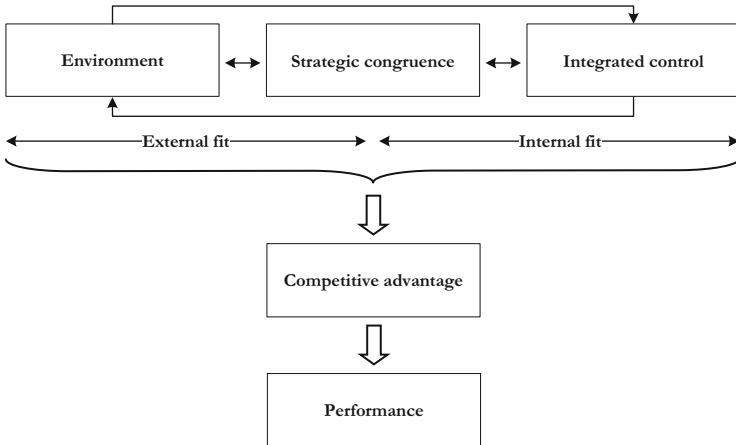 Environment
Strategic congruence
Integrated control
External fit
Internal fit
Competitive advantage
Performance